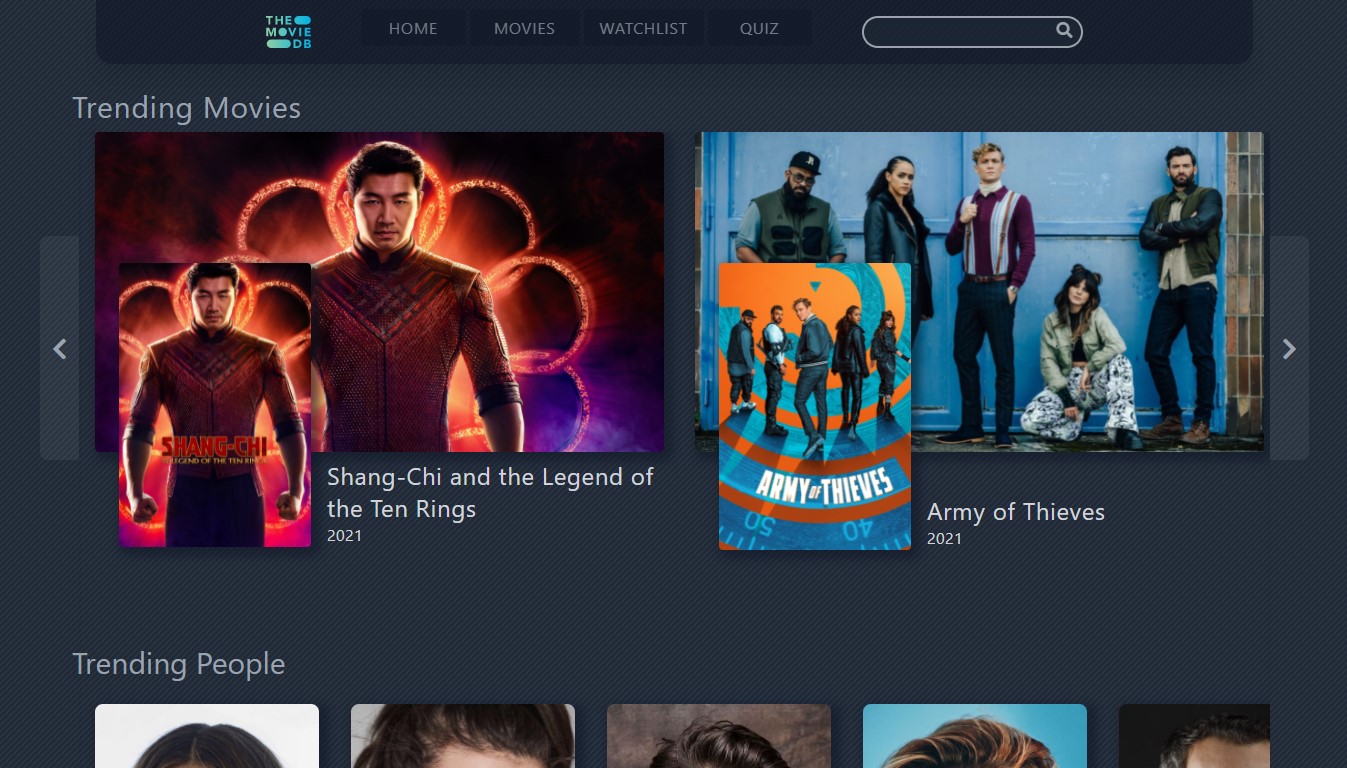 THE
MOVIE
DB
HOME MOVIES WATCHLIST QUIZ
Trending Movies
SHANG-CHI
LEGEND OF THE TEN RINGS
Shang-Chi and the Legend of
the Ten Rings
2021
ARMY OF THIEVES
50 40
Army of Thieves
2021
Trending People